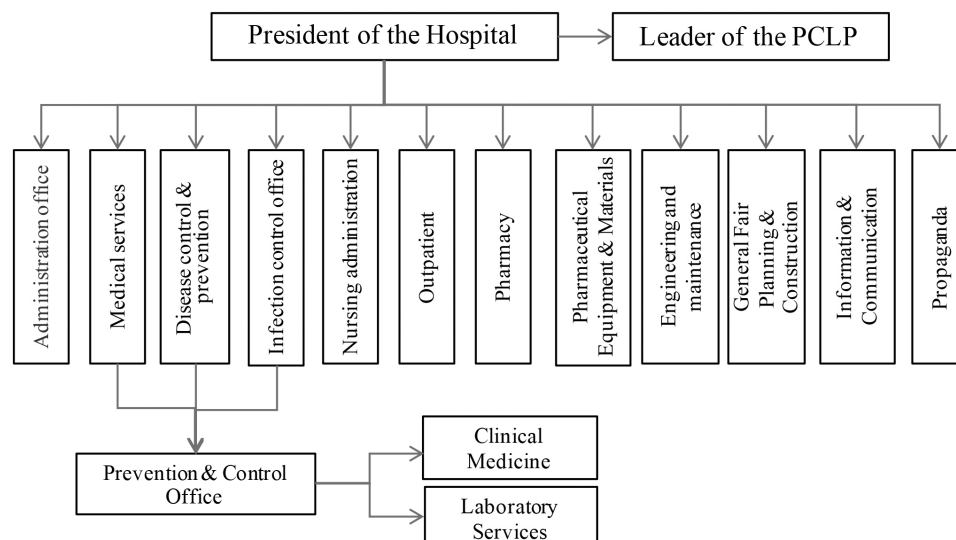 President of the Hospital
Leader of the PCLP
Administration office
Medical services
Disease control &
prevention
Infection control office
Nursing administration
Outpatient
Pharmacy
Pharmaceutical
Equipment & Materials
Engineering and
maintenance
General Fair
Planning &
Construction
Information &
Communication
Propaganda
Prevention & Control
Office
Clinical
Medicine
Laboratory
Services